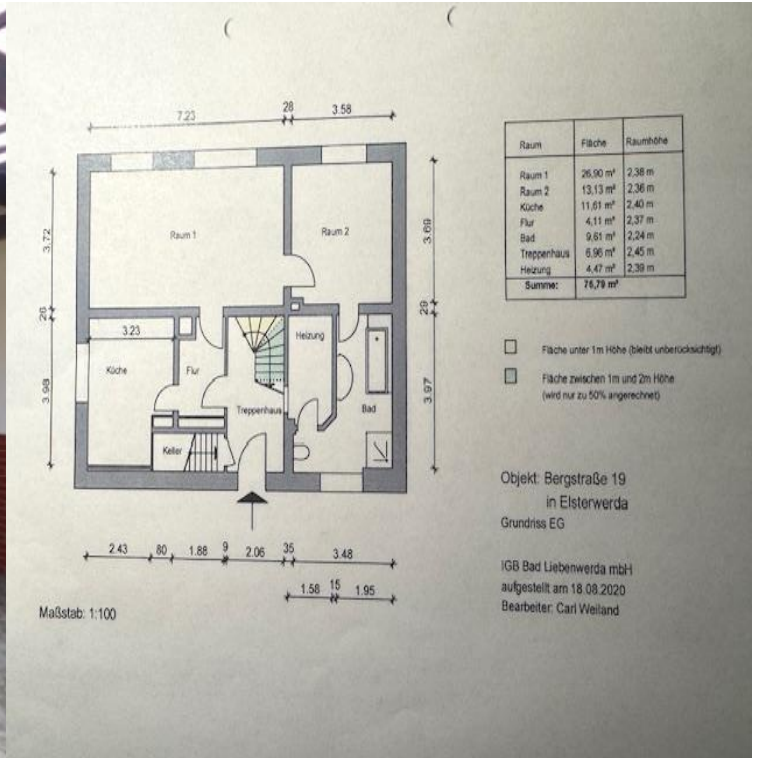 7.23
28
3.58
3.72
26
3.98
3.69
29
3.97
Raum 1
Raum 2
3.23
Küche
Flur
Heizung
Treppenhaus
Bad
Keller
2.43
80
1.88
9
2.06
35
3.48
1.58
15
1.95
Maßstab: 1:100
Raum Fläche Raumhöhe
Raum 1 26,90 m² 2,38 m
Raum 2 13,13 m² 2,36 m
Küche 11,61 m² 2,40 m
Flur 4,11 m² 2,37 m
Bad 9,61 m² 2,24 m
Treppenhaus 6,96 m² 2,45 m
Heizung 4,47 m² 2,39 m
Summe: 76,79 m²
Fläche unter 1m Höhe (bleibt unberücksichtigt)
Fläche zwischen 1m und 2m Höhe
(wird nur zu 50% angerechnet)
Objekt: Bergstraße 19
in Elsterwerda
Grundriss EG
IGB Bad Liebenwerda mbH
aufgestellt am 18.08.2020
Bearbeiter: Carl Weiland